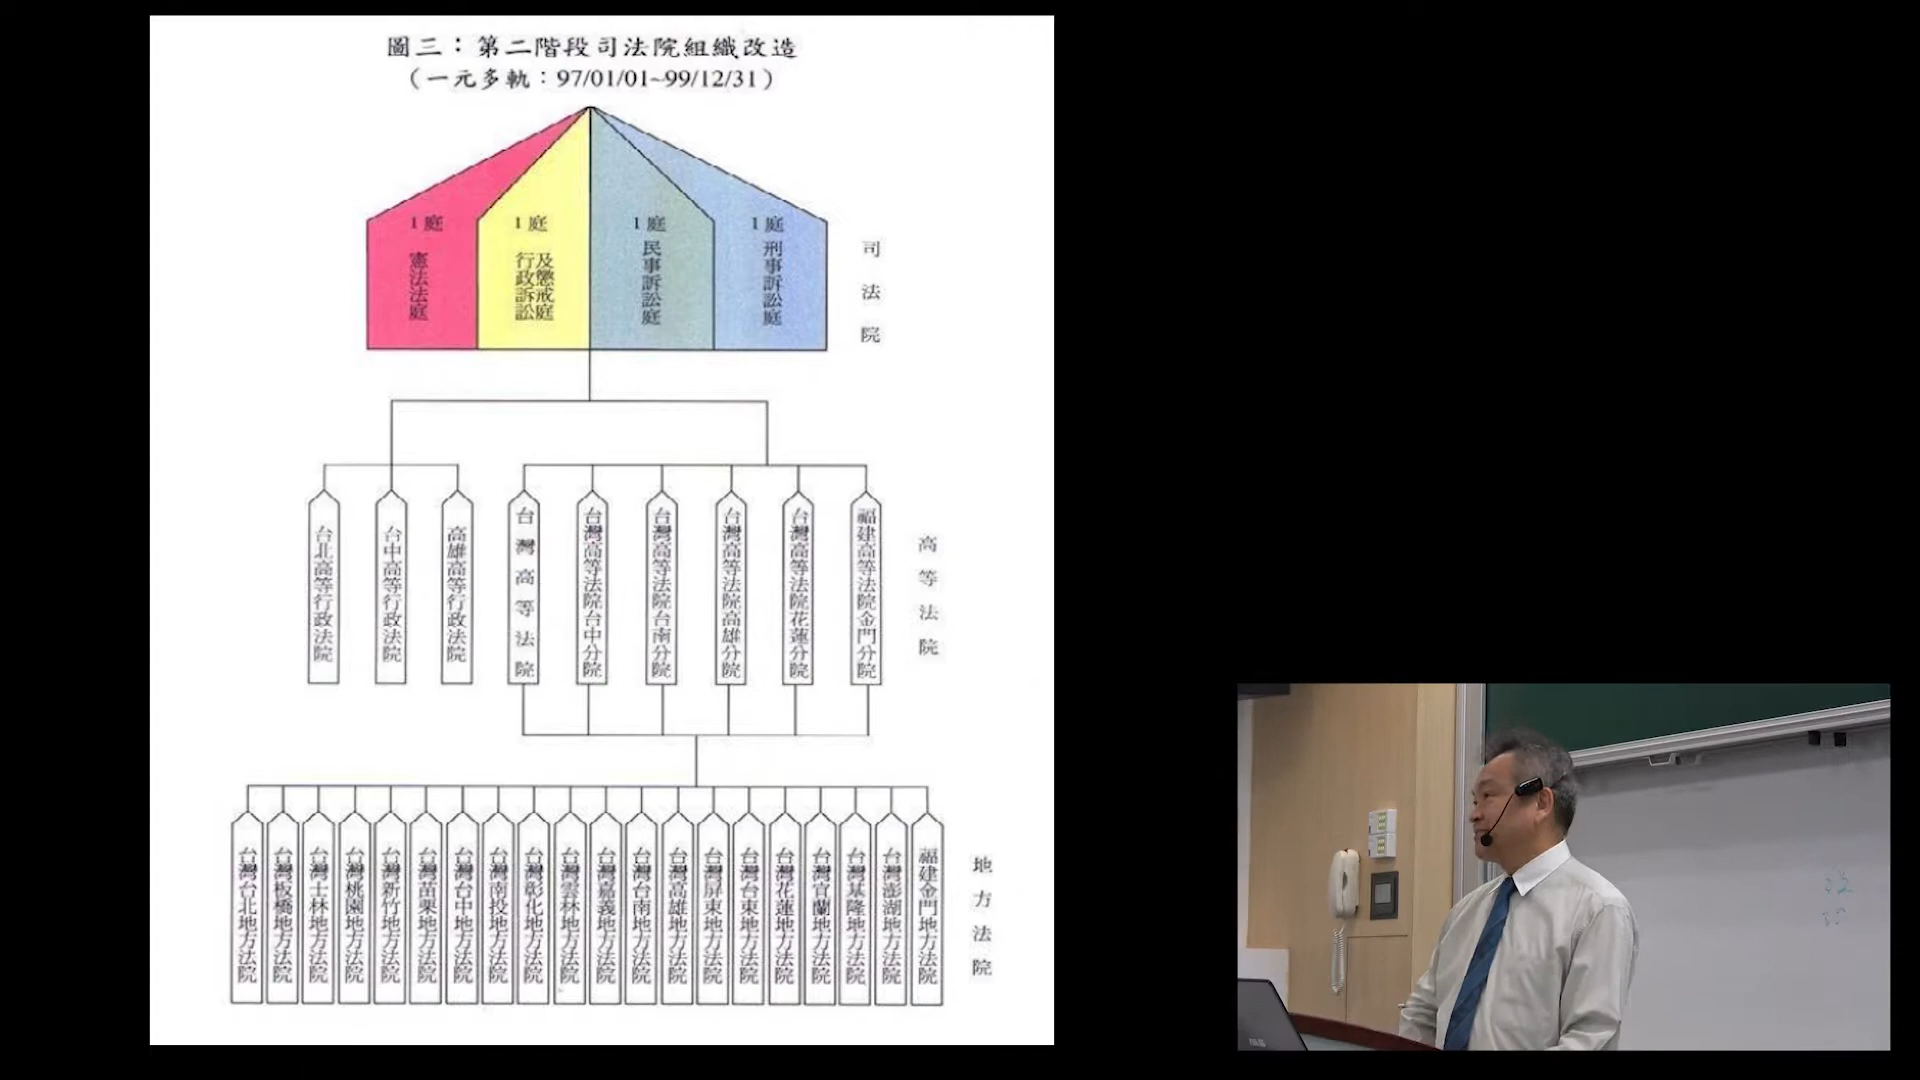 圖三：第二階段司法院組織改造
（一元多軌：97/01/01~99/12/31）
1 庭
憲法法庭
1 庭
行政訴訟
及懲戒庭
1 庭
民事訴訟庭
1 庭
刑事訴訟庭
司法院
台北高等行政法院
台中高等行政法院
高雄高等行政法院
台灣高等法院
台灣高等法院台中分院
台灣高等法院台南分院
台灣高等法院高雄分院
台灣高等法院花蓮分院
福建高等法院金門分院
高等法院
台灣台北地方法院
台灣板橋地方法院
台灣士林地方法院
台灣桃園地方法院
台灣新竹地方法院
台灣苗栗地方法院
台灣台中地方法院
台灣南投地方法院
台灣彰化地方法院
台灣雲林地方法院
台灣嘉義地方法院
台灣台南地方法院
台灣高雄地方法院
台灣屏東地方法院
台灣台東地方法院
台灣花蓮地方法院
台灣宜蘭地方法院
台灣基隆地方法院
台灣澎湖地方法院
福建金門地方法院
地方法院